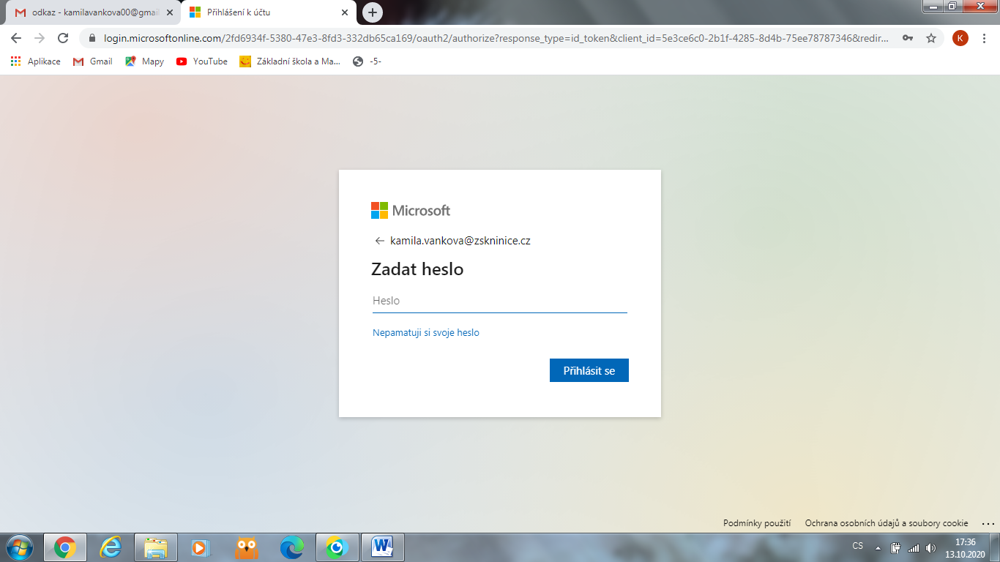 odkaz - kamilavankova00@gmai
Přihlášení k účtu
login.microsoftonline.com/2fd6934f-5380-47e3-8fd3-332db65ca169/oauth2/authorize?response_type=id_token&client_id=5e3ce6c0-2b1f-4285-8d4b-75ee78787346&redir...
K
Aplikace
Gmail
Mapy
YouTube
Základní škola a Ma...
-5-
Microsoft
kamila.vankova@zskninice.cz
Zadat heslo
Heslo
Nepamatuji si svoje heslo
Přihlásit se
Podmínky použití
Ochrana osobních údajů a soubory cookie
...
CS
17:36
13.10.2020